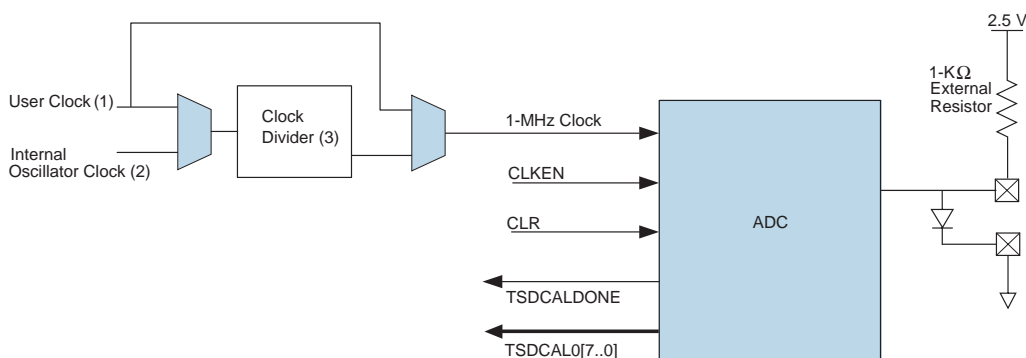 2.5 V
1-KΩ
External
Resistor
User Clock (1)
Clock
Divider (3)
1-MHz Clock
Internal
Oscillator Clock (2)
CLKEN
ADC
CLR
TSDCALDONE
TSDCAL0[7..0]